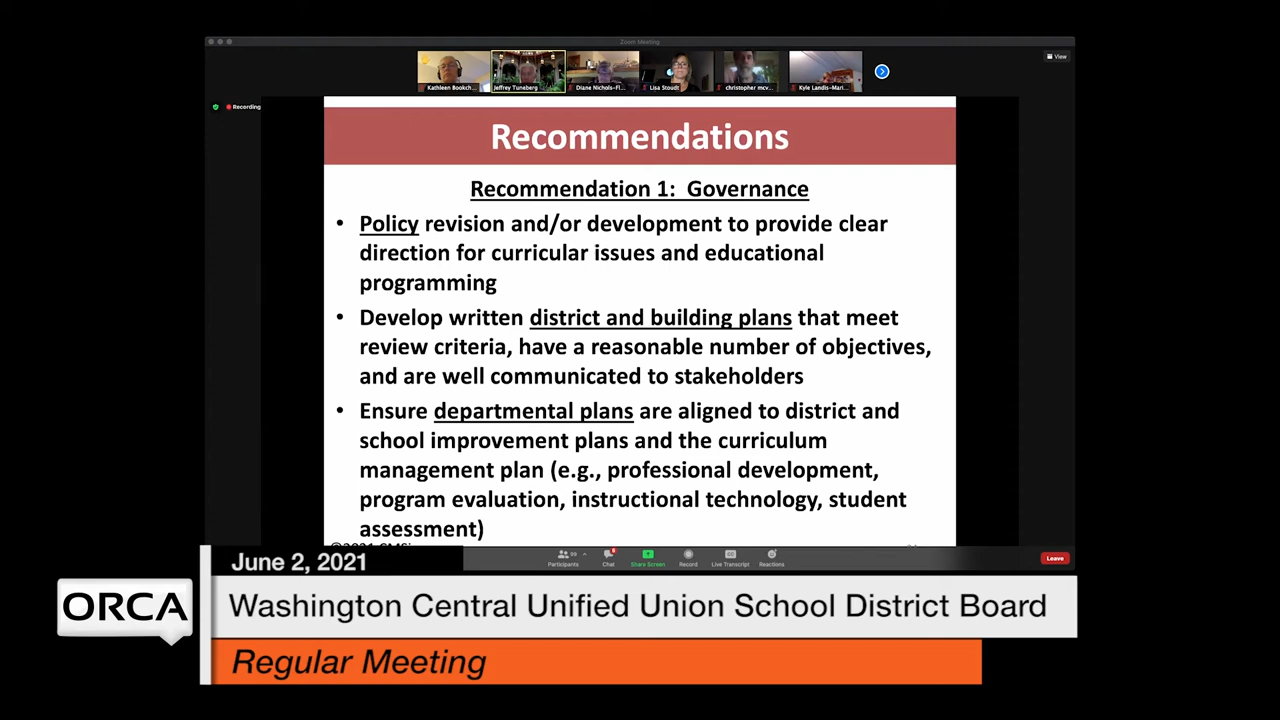 Zoom Meeting
View
Kathleen Bookch...
Jeffrey Tuneberg
Diane Nichols-Fl...
Lisa Stoudt
christopher mcv...
Kyle Landis-Mari...
Recording
Recommendations
Recommendation 1: Governance
• Policy revision and/or development to provide clear
direction for curricular issues and educational
programming
• Develop written district and building plans that meet
review criteria, have a reasonable number of objectives,
and are well communicated to stakeholders
• Ensure departmental plans are aligned to district and
school improvement plans and the curriculum
management plan (e.g., professional development,
program evaluation, instructional technology, student
assessment)
Participants 39
Chat
Share Screen
Record
Live Transcript
Reactions
Leave
June 2, 2021
ORCA
Washington Central Unified Union School District Board
Regular Meeting